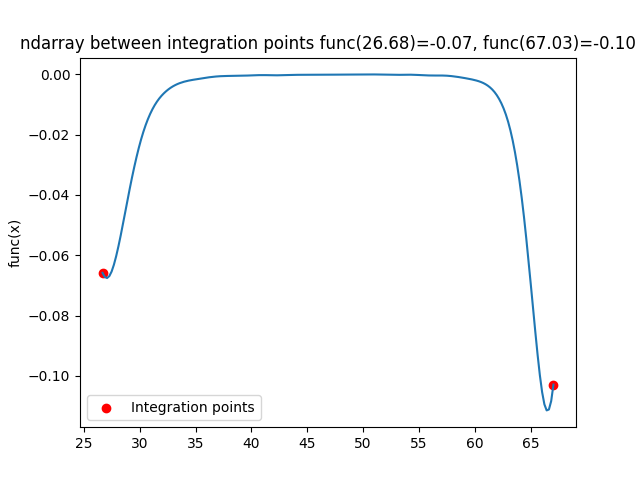 ndarray between integration points func(26.68)=-0.07, func(67.03)=-0.10
0.00
−0.02
−0.04
−0.06
−0.08
−0.10
func(x)
Integration points
25 30 35 40 45 50 55 60 65